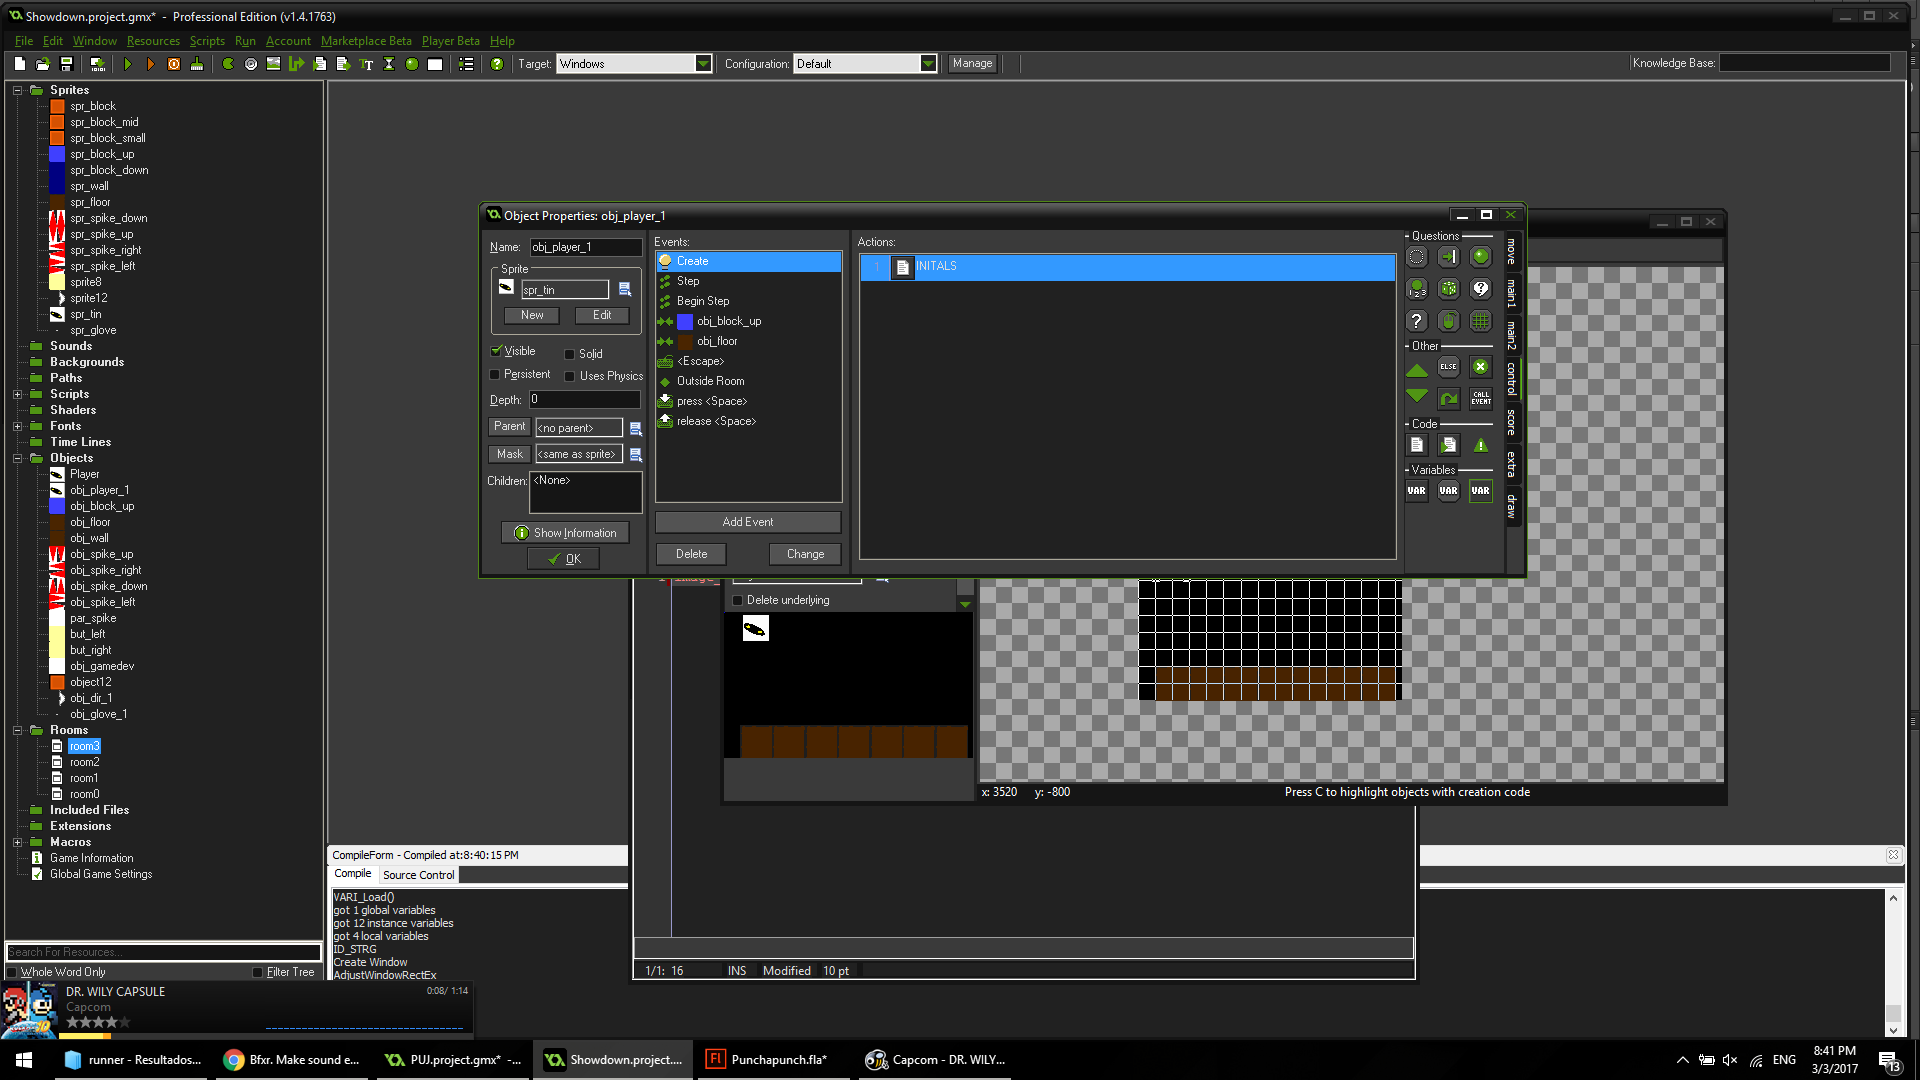 Showdown.project.gmx*  -  Professional Edition (v1.4.1763)
File Edit Window Resources Scripts Run Account Marketplace Beta Player Beta Help
Target: Windows Configuration: Default Manage Knowledge Base:
Sprites
spr_block
spr_block_mid
spr_block_small
spr_block_up
spr_block_down
spr_wall
spr_floor
spr_spike_down
spr_spike_up
spr_spike_right
spr_spike_left
sprite8
sprite12
spr_tin
spr_glove
Sounds
Backgrounds
Paths
Scripts
Shaders
Fonts
Time Lines
Objects
Player
obj_player_1
obj_block_up
obj_floor
obj_wall
obj_spike_up
obj_spike_right
obj_spike_down
obj_spike_left
par_spike
but_left
but_right
obj_gamedev
object12
obj_dir_1
obj_glove_1
Rooms
room3
room2
room1
room0
Included Files
Extensions
Macros
Game Information
Global Game Settings
Search For Resources...
Whole Word Only Filter Tree
Object Properties: obj_player_1
Name: obj_player_1
Sprite
spr_tin
New Edit
Visible Solid
Persistent Uses Physics
Depth: 0
Parent <no parent>
Mask <same as sprite>
Children: <None>
Show Information
OK
Events:
Create
Step
Begin Step
obj_block_up
obj_floor
<Escape>
Outside Room
press <Space>
release <Space>
Add Event
Delete Change
Actions:
1 INITALS
Questions
Other
ELSE
CALL EVENT
Code
Variables
VAR VAR VAR
move
main1
main2
control
score
extra
draw
Delete underlying
x: 3520 y: -800 Press C to highlight objects with creation code
CompileForm - Compiled at:8:40:15 PM
Compile Source Control
VARI_Load()
got 1 global variables
got 12 instance variables
got 4 local variables
ID_STRG
Create Window
AdjustWindowRectEx
1/1: 16 INS Modified 10 pt
DR. WILY CAPSULE 0:08/ 1:14
Capcom
runner - Resultados... Bfxr. Make sound e... PUJ.project.gmx* -... Showdown.project.... Punchapunch.fla* Capcom - DR. WILY...
ENG
8:41 PM
3/3/2017
13